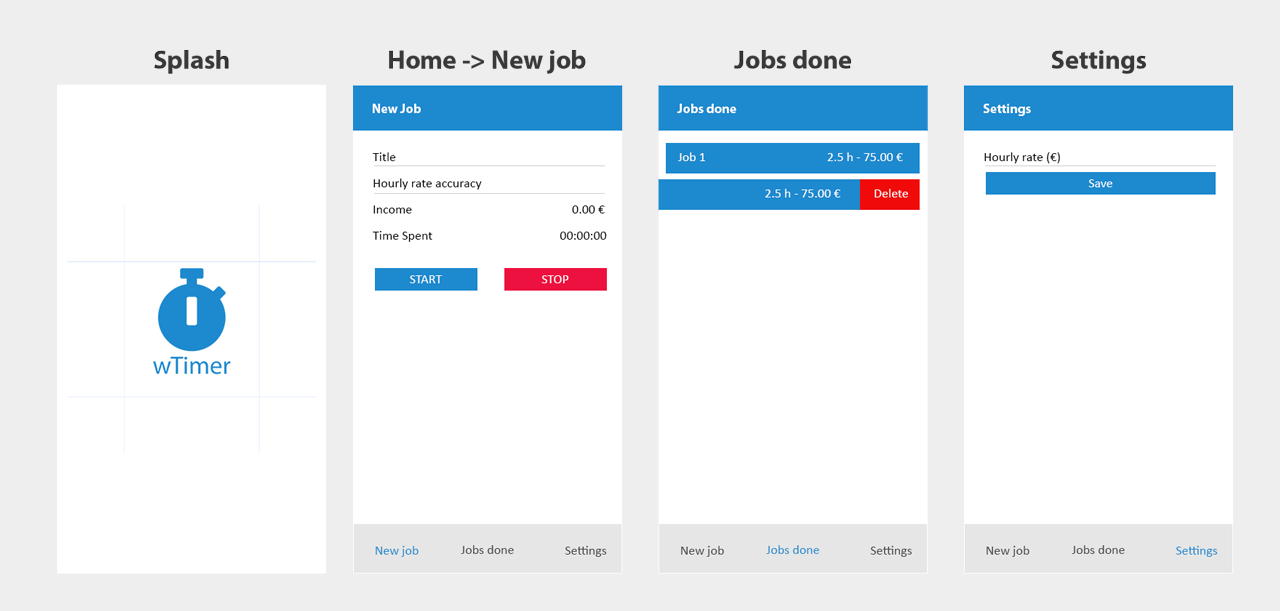 Splash
wTimer
Home -> New job
New Job
Title
Hourly rate accuracy
Income 0.00 €
Time Spent 00:00:00
START STOP
New job Jobs done Settings
Jobs done
Jobs done
Job 1 2.5 h - 75.00 €
2.5 h - 75.00 € Delete
New job Jobs done Settings
Settings
Settings
Hourly rate (€)
Save
New job Jobs done Settings